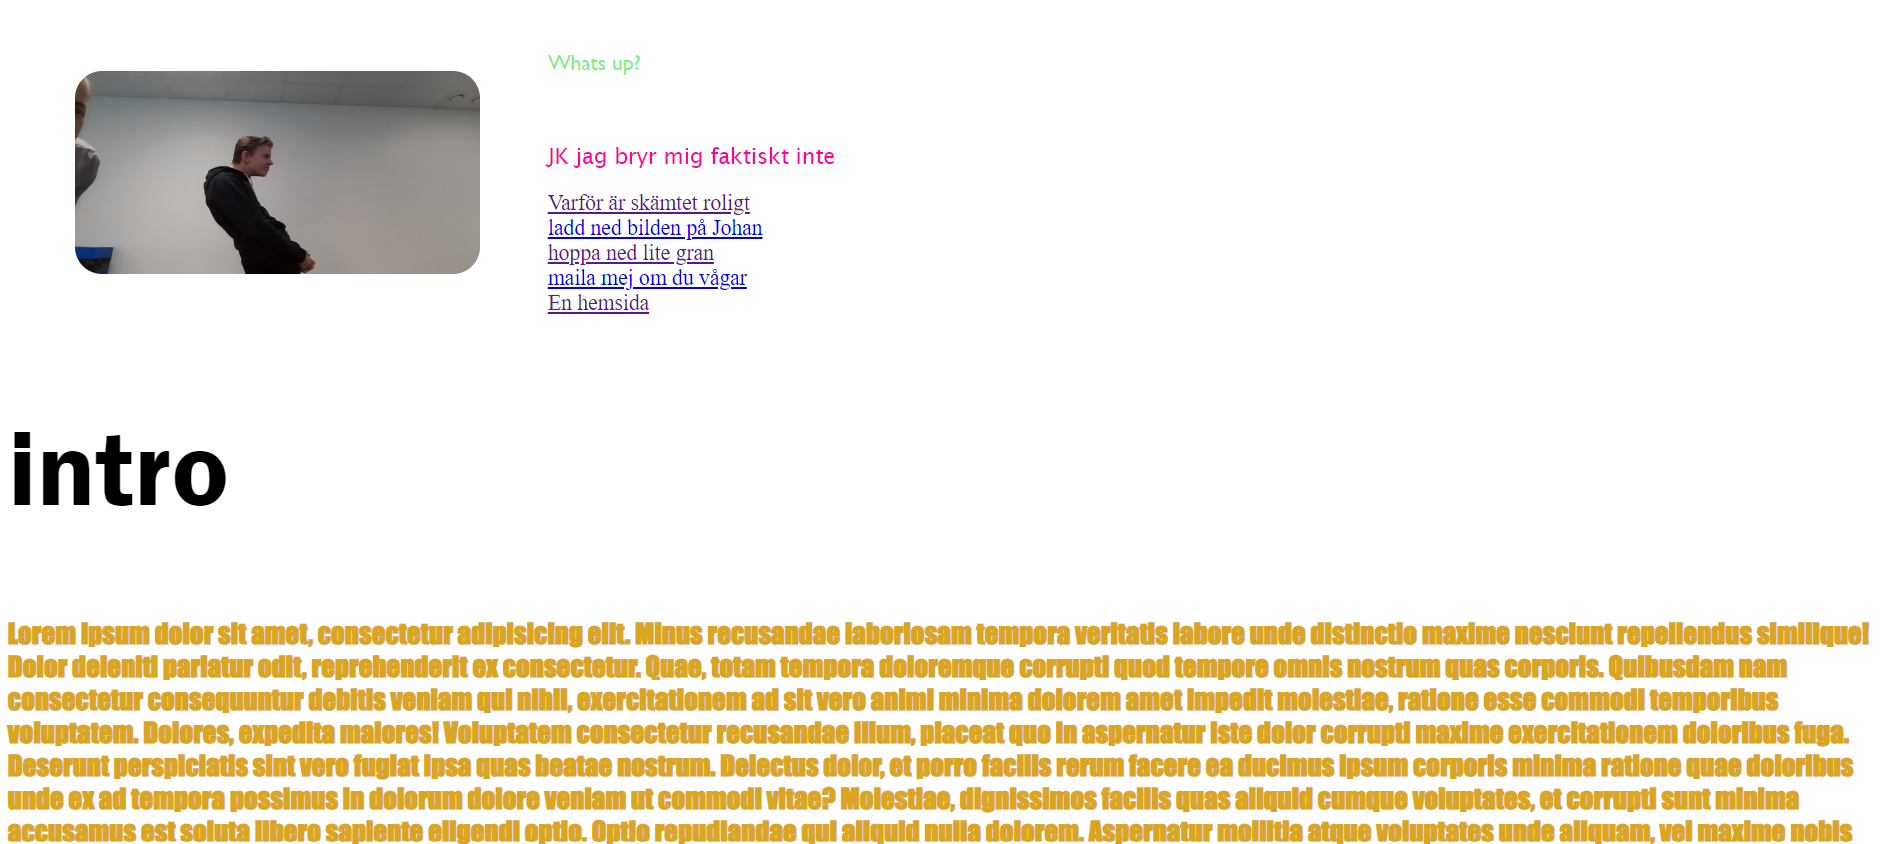 Whats up?
JK jag bryr mig faktiskt inte
Varför är skämtet roligt
ladd ned bilden på Johan
hoppa ned lite gran
maila mej om du vågar
En hemsida
intro
Lorem ipsum dolor sit amet, consectetur adipisicing elit. Minus recusandae laboriosam tempora veritatis labore unde distinctio maxime nesciunt repellendus similique!
Dolor deleniti pariatur odit, reprehenderit ex consectetur. Quae, totam tempora doloremque corrupti quod tempore omnis nostrum quas corporis. Quibusdam nam
consectetur consequuntur debitis veniam qui nihil, exercitationem ad sit vero animi minima dolorem amet impedit molestiae, ratione esse commodi temporibus
voluptatem. Dolores, expedita maiores! Voluptatem consectetur recusandae illum, placeat quo in aspernatur iste dolor corrupti maxime exercitationem doloribus fuga.
Deserunt perspiciatis sint vero fugiat ipsa quas beatae nostrum. Delectus dolor, et porro facilis rerum facere ea ducimus ipsum corporis minima ratione quae doloribus
unde ex ad tempora possimus in dolorum dolore veniam ut commodi vitae? Molestiae, dignissimos facilis quas aliquid cumque voluptates, et corrupti sunt minima
accusamus est soluta libero sapiente eligendi optio. Optio repudiandae qui aliquid nulla dolorem. Aspernatur mollitia atque voluptates unde aliquam, vel maxime nobis